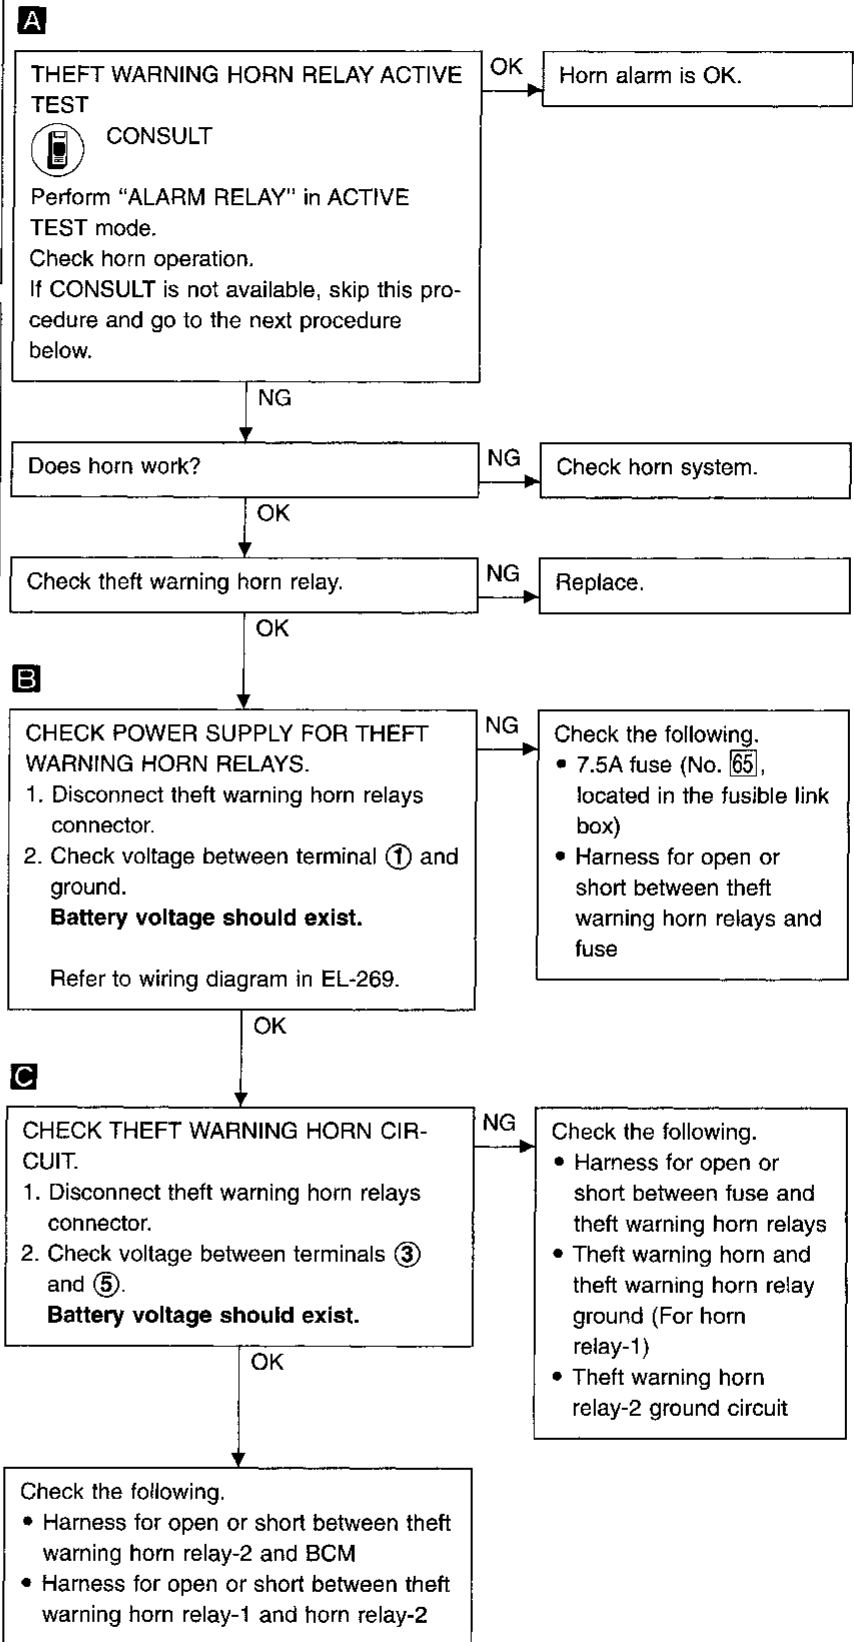 A
THEFT WARNING HORN RELAY ACTIVE
TEST
CONSULT
Perform “ALARM RELAY” in ACTIVE
TEST mode.
Check horn operation.
If CONSULT is not available, skip this pro-
cedure and go to the next procedure
below.
OK
Horn alarm is OK.
NG
Does horn work?
NG
Check horn system.
OK
Check theft warning horn relay.
NG
Replace.
OK
B
CHECK POWER SUPPLY FOR THEFT
WARNING HORN RELAYS.
1. Disconnect theft warning horn relays
connector.
2. Check voltage between terminal ① and
ground.
Battery voltage should exist.
Refer to wiring diagram in EL-269.
NG
Check the following.
• 7.5A fuse (No. 65,
located in the fusible link
box)
• Harness for open or
short between theft
warning horn relays and
fuse
OK
C
CHECK THEFT WARNING HORN CIR-
CUIT.
1. Disconnect theft warning horn relays
connector.
2. Check voltage between terminals ③
and ⑤.
Battery voltage should exist.
NG
Check the following.
• Harness for open or
short between fuse and
theft warning horn relays
• Theft warning horn and
theft warning horn relay
ground (For horn
relay-1)
• Theft warning horn
relay-2 ground circuit
OK
Check the following.
• Harness for open or short between theft
warning horn relay-2 and BCM
• Harness for open or short between theft
warning horn relay-1 and horn relay-2